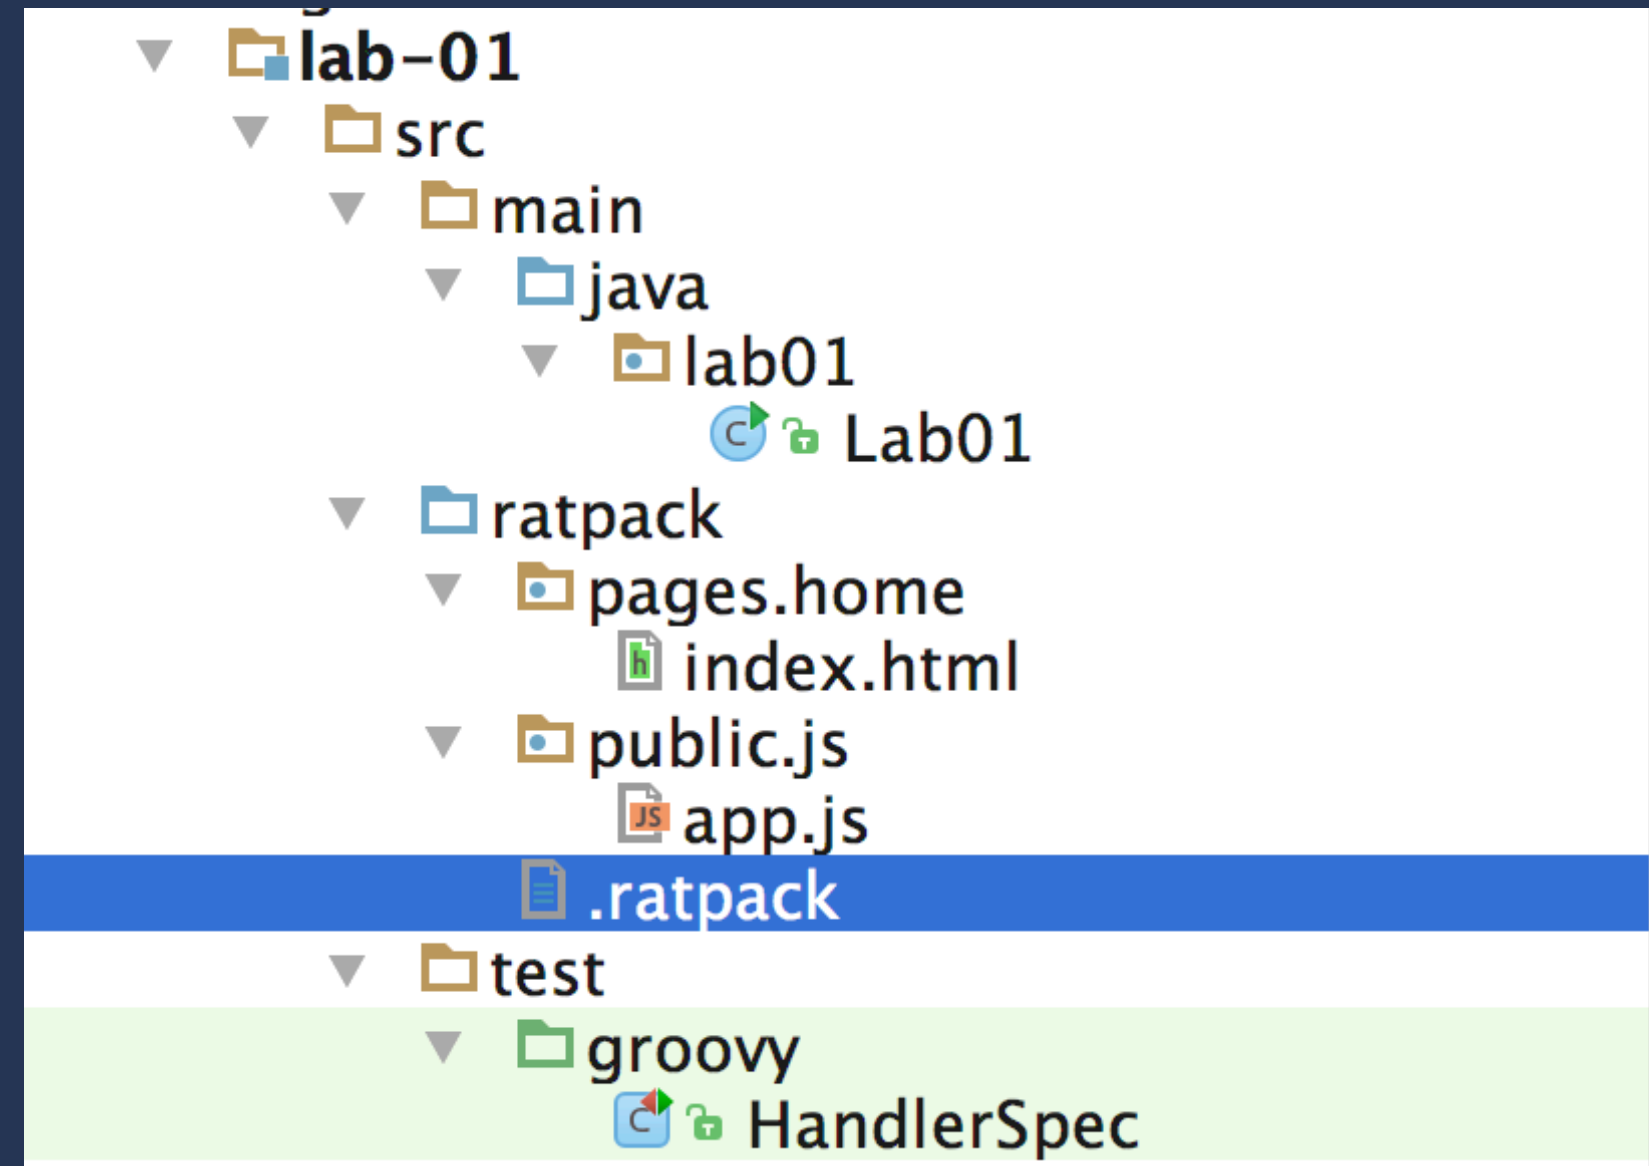 lab-01
src
main
java
lab01
C Lab01
ratpack
pages.home
h index.html
public.js
JS app.js
.ratpack
test
groovy
C HandlerSpec